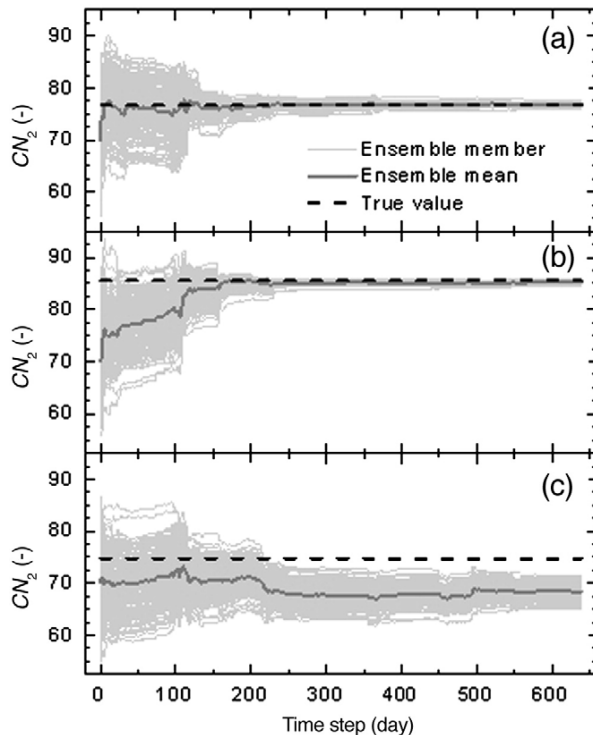 (a)
90
80
70
60
CN₂ (-)
Ensemble member
Ensemble mean
True value
(b)
90
80
70
60
CN₂ (-)
(c)
90
80
70
60
CN₂ (-)
0 100 200 300 400 500 600
Time step (day)